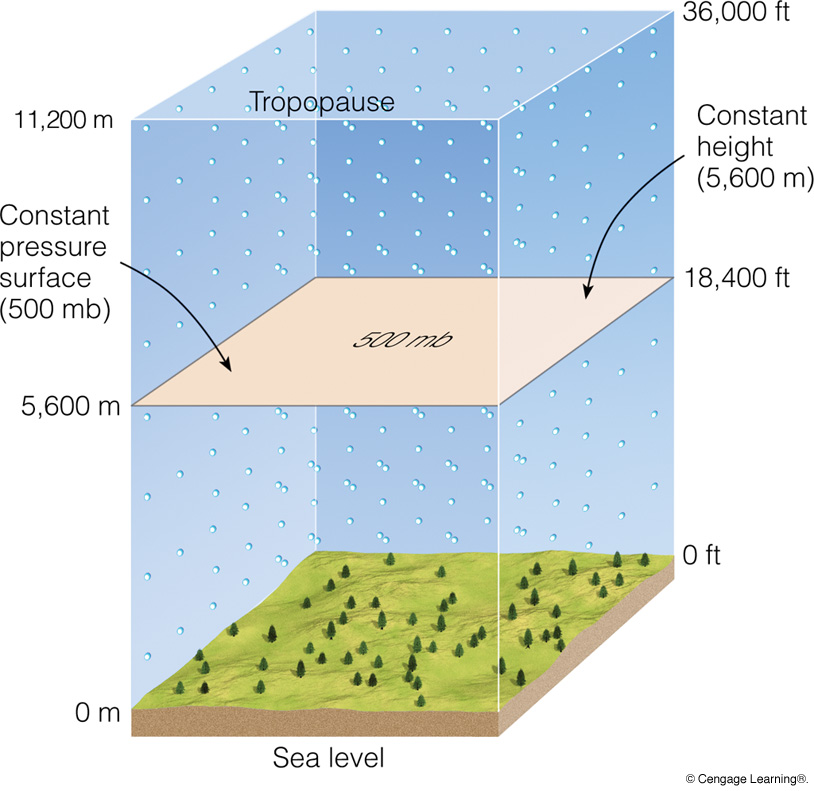 36,000 ft
Tropopause
11,200 m
Constant
height
(5,600 m)
Constant
pressure
surface
(500 mb)
18,400 ft
500 mb
5,600 m
0 ft
0 m
Sea level
© Cengage Learning®.